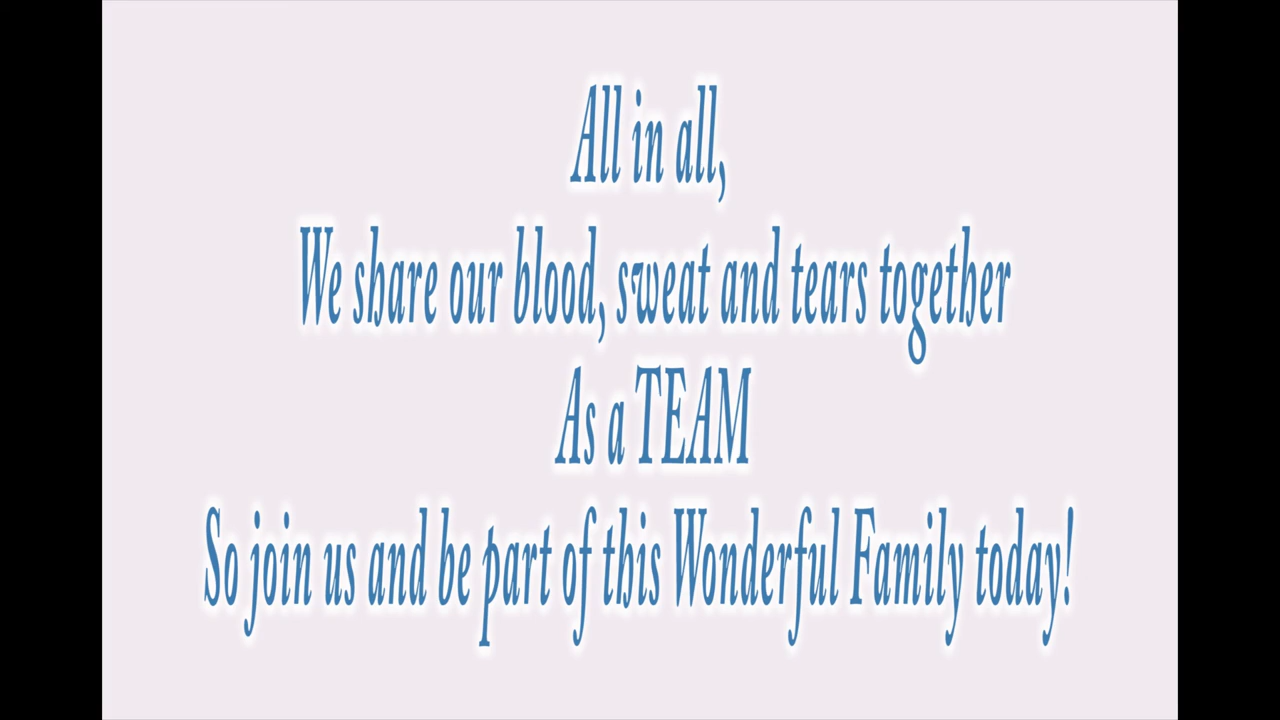 All in all,
We share our blood, sweat and tears together
As a TEAM
So join us and be part of this Wonderful Family today!